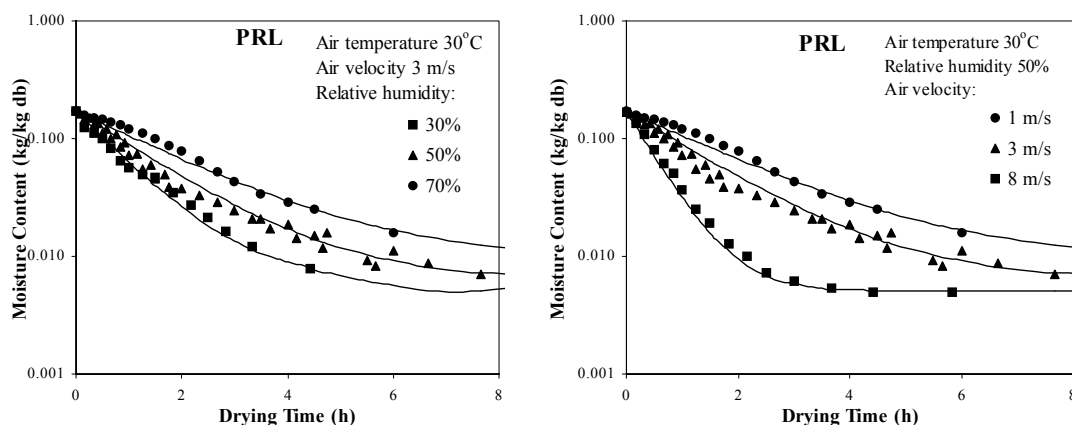 1.000
0.100
0.010
0.001
Moisture Content (kg/kg db)
PRL
Air temperature 30°C
Air velocity 3 m/s
Relative humidity:
30%
50%
70%
0 2 4 6 8
Drying Time (h)
1.000
0.100
0.010
0.001
Moisture Content (kg/kg db)
PRL
Air temperature 30°C
Relative humidity 50%
Air velocity:
1 m/s
3 m/s
8 m/s
0 2 4 6 8
Drying Time (h)